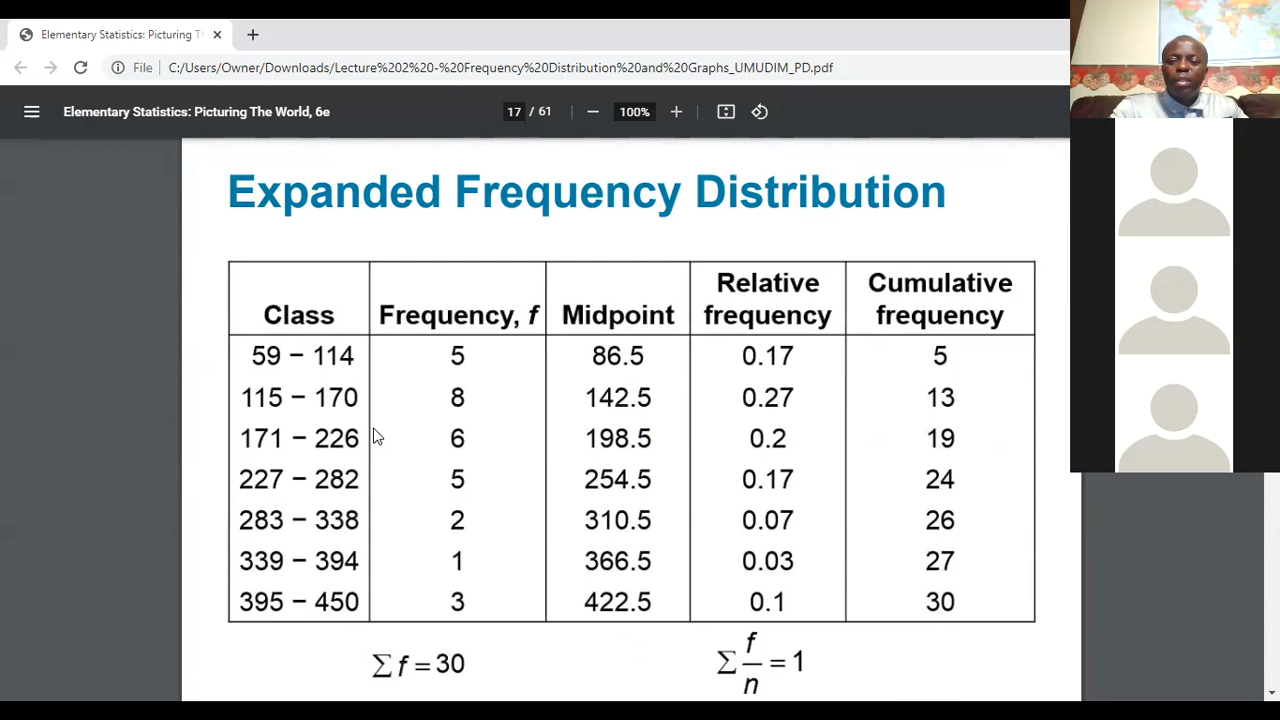 Elementary Statistics: Picturing Th
File C:/Users/Owner/Downloads/Lecture%202%20-%20Frequency%20Distribution%20and%20Graphs_UMUDIM_PD.pdf
Elementary Statistics: Picturing The World, 6e 17 / 61 100%
Expanded Frequency Distribution
Class Frequency, f Midpoint Relative frequency Cumulative frequency
59 – 114 5 86.5 0.17 5
115 – 170 8 142.5 0.27 13
171 – 226 6 198.5 0.2 19
227 – 282 5 254.5 0.17 24
283 – 338 2 310.5 0.07 26
339 – 394 1 366.5 0.03 27
395 – 450 3 422.5 0.1 30
∑ f = 30 ∑ f/n = 1